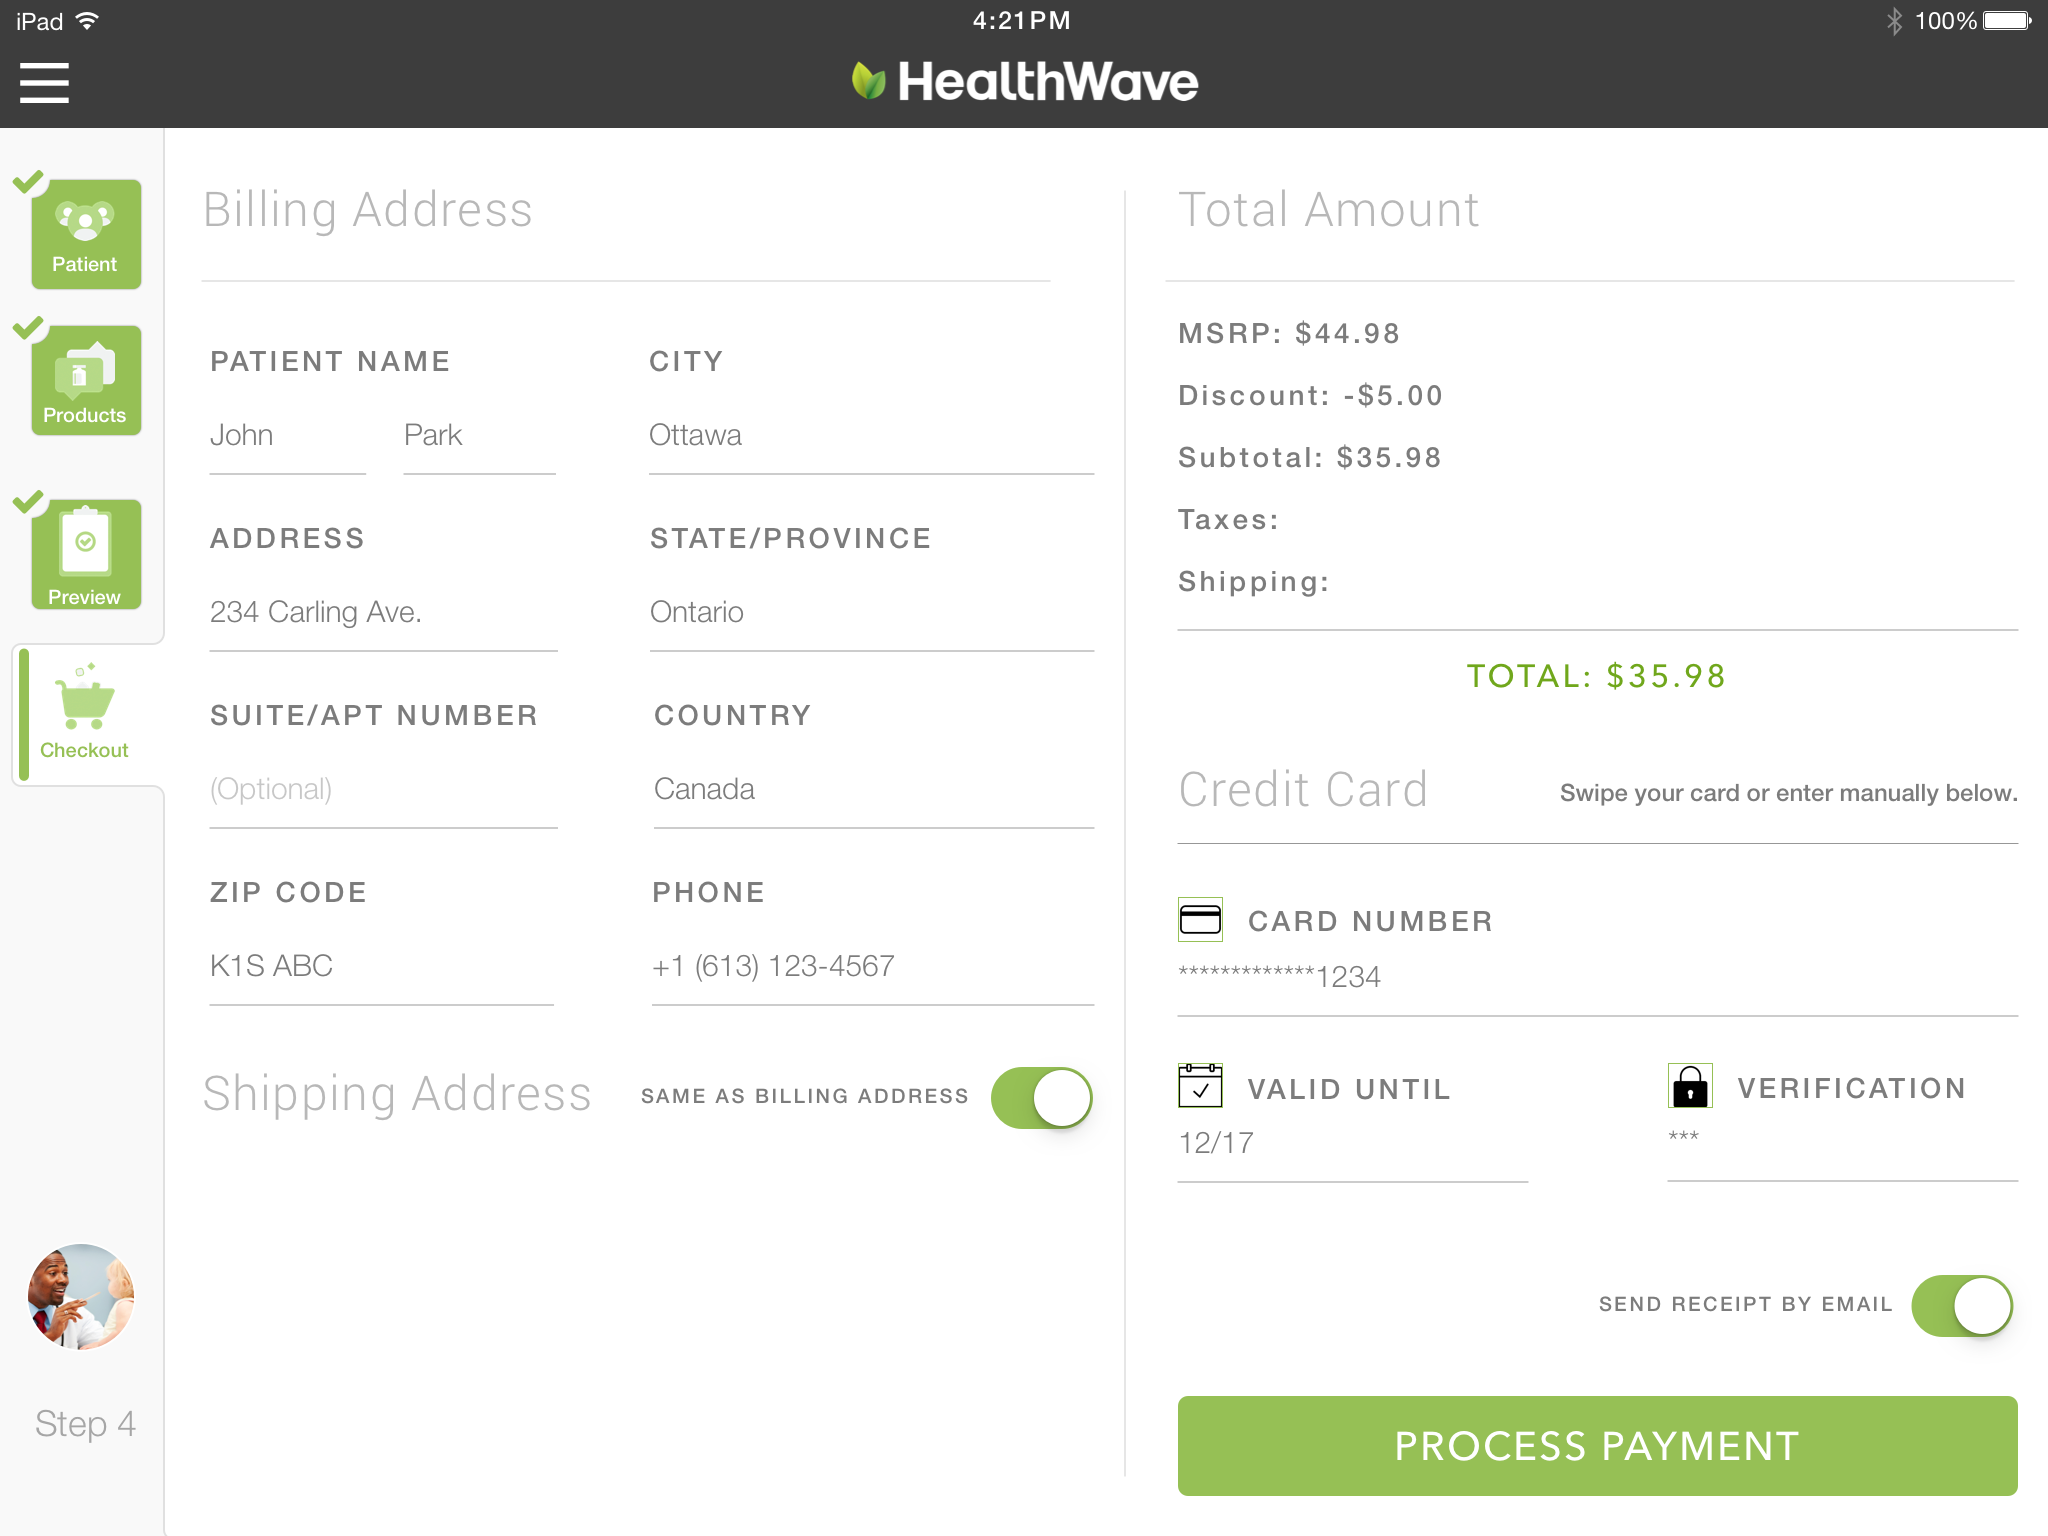 iPad
4:21PM
100%
HealthWave
Patient
Products
Preview
Checkout
Step 4
Billing Address
PATIENT NAME
John Park
ADDRESS
234 Carling Ave.
SUITE/APT NUMBER
(Optional)
ZIP CODE
K1S ABC
CITY
Ottawa
STATE/PROVINCE
Ontario
COUNTRY
Canada
PHONE
+1 (613) 123-4567
Shipping Address
SAME AS BILLING ADDRESS
Total Amount
MSRP: $44.98
Discount: -$5.00
Subtotal: $35.98
Taxes:
Shipping:
TOTAL: $35.98
Credit Card
Swipe your card or enter manually below.
CARD NUMBER
*************1234
VALID UNTIL
12/17
VERIFICATION
***
SEND RECEIPT BY EMAIL
PROCESS PAYMENT